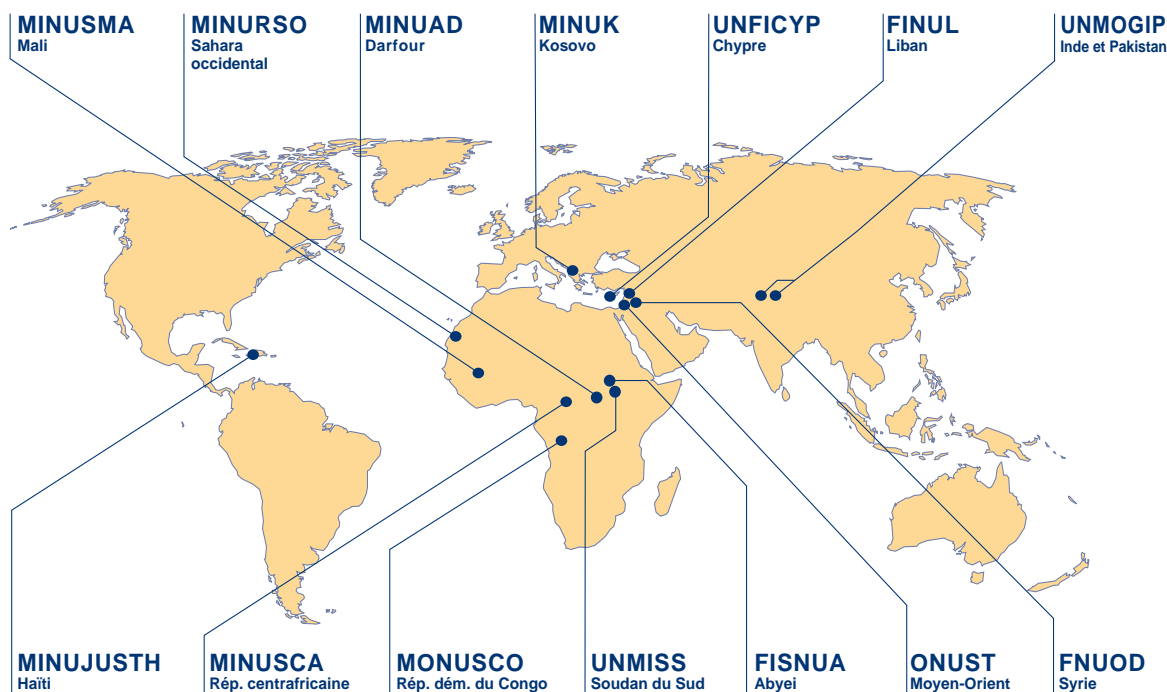 MINUSMA
Mali
MINURSO
Sahara
occidental
MINUAD
Darfour
MINUK
Kosovo
UNFICYP
Chypre
FINUL
Liban
UNMOGIP
Inde et Pakistan
MINUJUSTH
Haïti
MINUSCA
Rép. centrafricaine
MONUSCO
Rép. dém. du Congo
UNMISS
Soudan du Sud
FISNUA
Abyei
ONUST
Moyen-Orient
FNUOD
Syrie